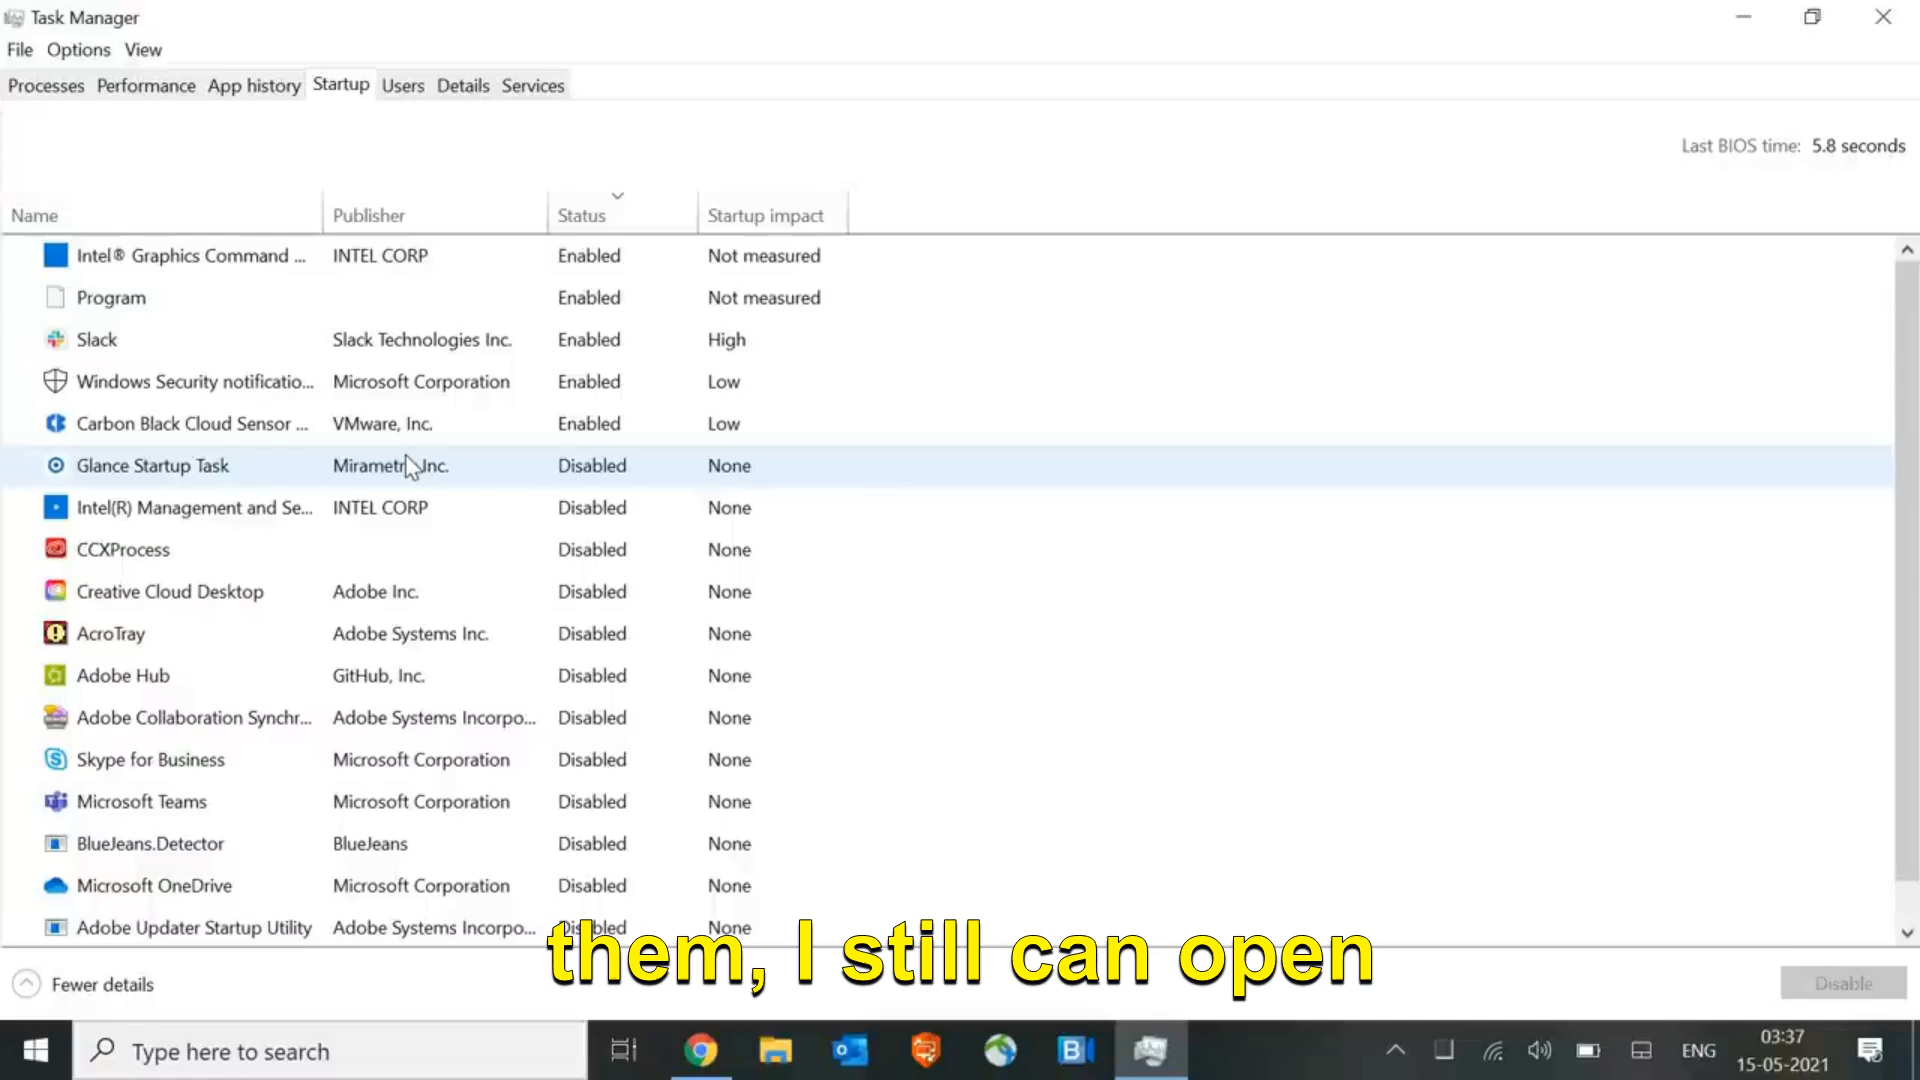 Task Manager
File Options View
Processes Performance App history Startup Users Details Services
Last BIOS time: 5.8 seconds
Name Publisher Status Startup impact
Intel® Graphics Command ... INTEL CORP Enabled Not measured
Program Enabled Not measured
Slack Slack Technologies Inc. Enabled High
Windows Security notificatio... Microsoft Corporation Enabled Low
Carbon Black Cloud Sensor ... VMware, Inc. Enabled Low
Glance Startup Task Inc. Disabled None
Intel(R) Management and Se... INTEL CORP Disabled None
CCXProcess Disabled None
Creative Cloud Desktop Adobe Inc. Disabled None
AcroTray Adobe Systems Inc. Disabled None
Adobe Hub GitHub, Inc. Disabled None
Adobe Collaboration Synchr... Adobe Systems Incorpo... Disabled None
Skype for Business Microsoft Corporation Disabled None
Microsoft Teams Microsoft Corporation Disabled None
BlueJeans.Detector BlueJeans Disabled None
Microsoft OneDrive Microsoft Corporation Disabled None
Adobe Updater Startup Utility Adobe Systems Incorpo... Disabled None
them, I still can open
Fewer details Disable
Type here to search ENG 03:37
15-05-2021